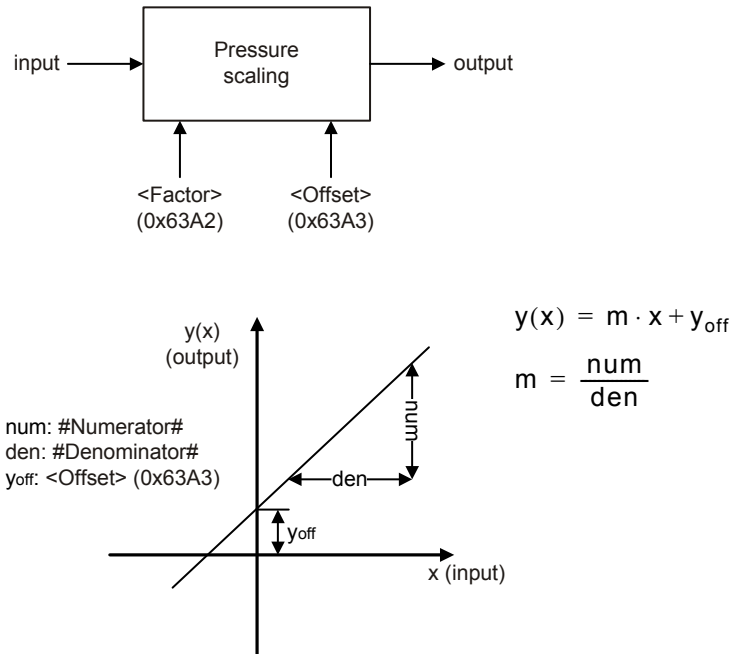 input
Pressure
scaling
output
<Factor>
(0x63A2)
<Offset>
(0x63A3)
y(x) = m · x + yoff
m = num
den
y(x)
(output)
num: #Numerator#
den: #Denominator#
yoff: <Offset> (0x63A3)
num
den
yoff
x (input)